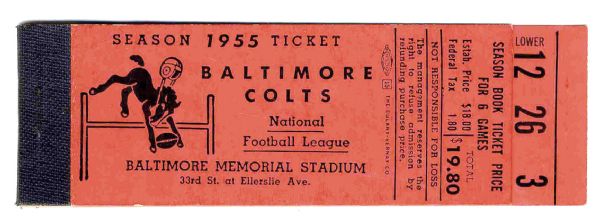 SEASON 1955 TICKET
BALTIMORE
COLTS
National
Football League
BALTIMORE MEMORIAL STADIUM
33rd St. at Ellerslie Ave.
NOT RESPONSIBLE FOR LOSS
The management reserves the
right to refuse admission by
refunding purchase price.
SEASON BOOK TICKET PRICE
FOR 6 GAMES
Estab. Price $18.00
Federal Tax 1.80
TOTAL
$19.80
LOWER
12
26
3